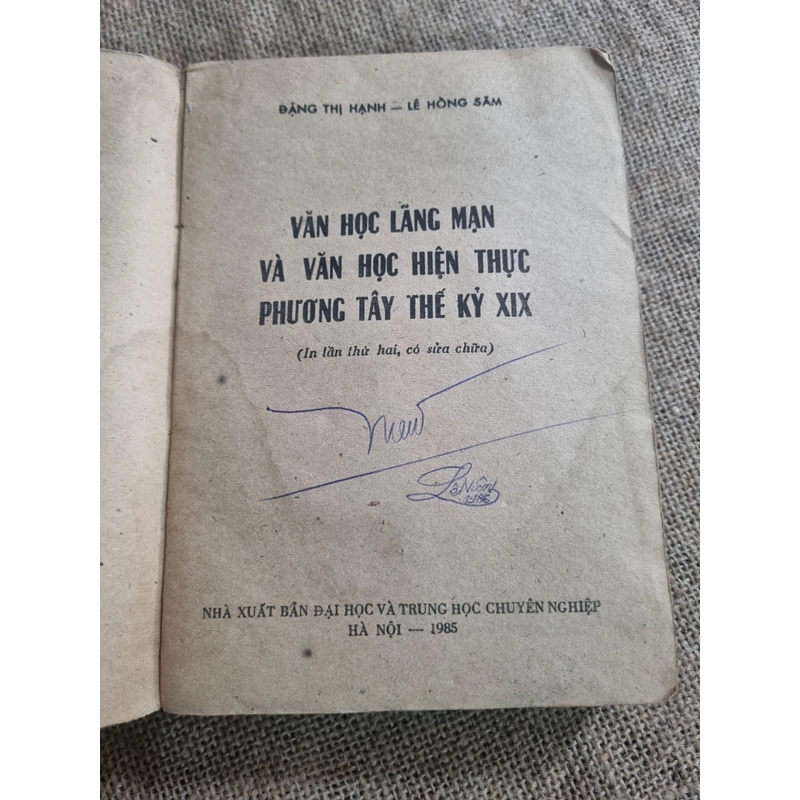 ĐẶNG THỊ HẠNH — LÊ HỒNG SÂM
VĂN HỌC LÃNG MẠN
VÀ VĂN HỌC HIỆN THỰC
PHƯƠNG TÂY THẾ KỶ XIX
(In lần thứ hai, có sửa chữa)
NHÀ XUẤT BẢN ĐẠI HỌC VÀ TRUNG HỌC CHUYÊN NGHIỆP
HÀ NỘI — 1985